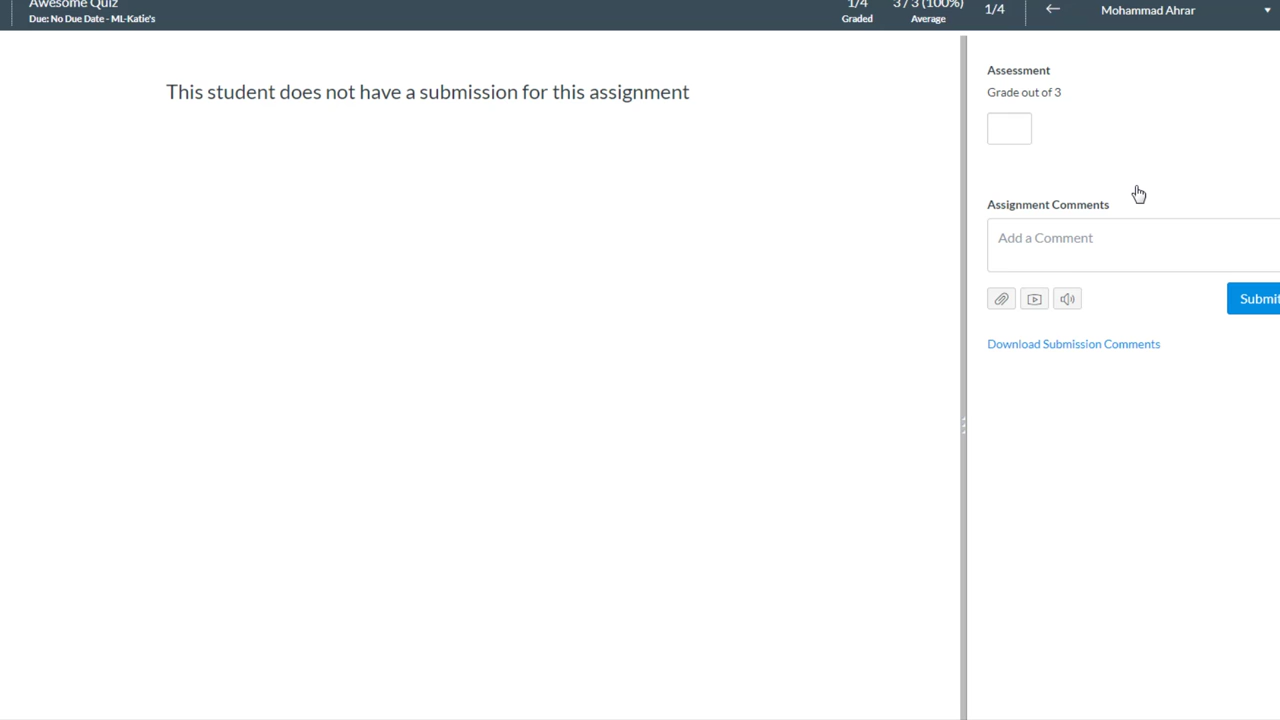 Awesome Quiz
Due: No Due Date - ML-Katie's
1/4
Graded
3 / 3 (100%)
Average
1/4
Mohammad Ahrar
This student does not have a submission for this assignment
Assessment
Grade out of 3
Assignment Comments
Add a Comment
Submit
Download Submission Comments